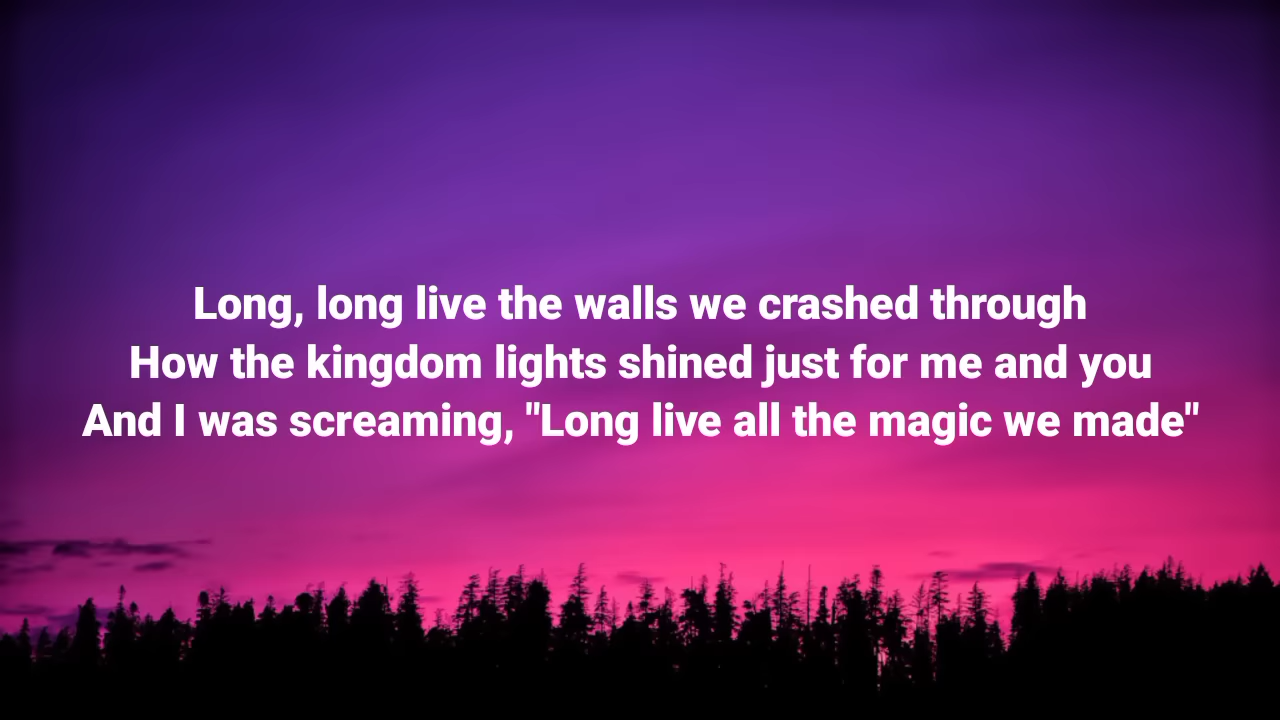 Long, long live the walls we crashed through
How the kingdom lights shined just for me and you
And I was screaming, "Long live all the magic we made"